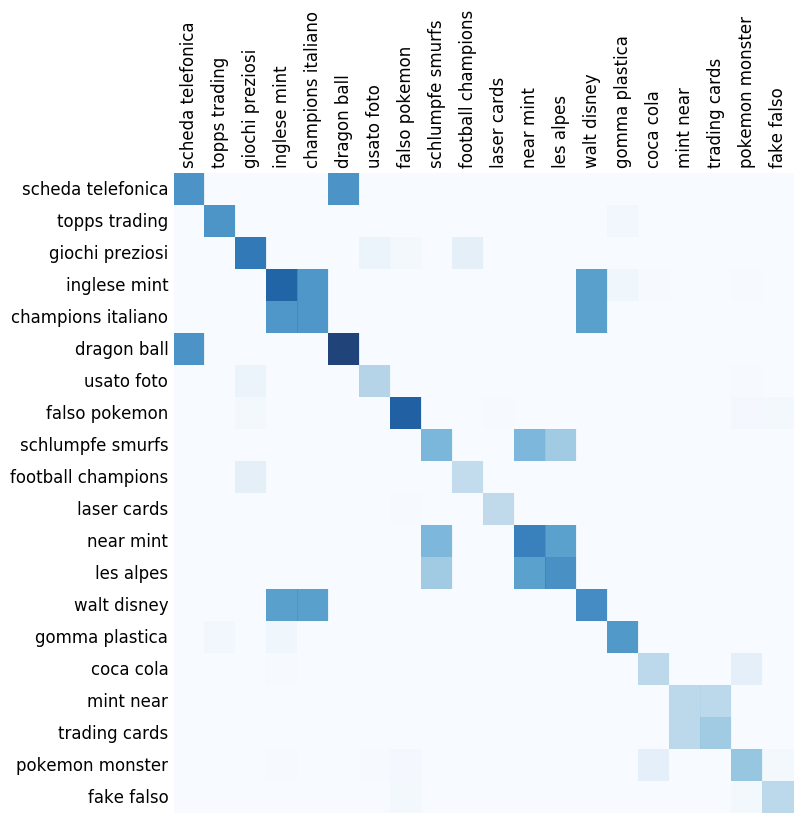 scheda telefonica
topps trading
giochi preziosi
inglese mint
champions italiano
dragon ball
usato foto
falso pokemon
schlumpfe smurfs
football champions
laser cards
near mint
les alpes
walt disney
gomma plastica
coca cola
mint near
trading cards
pokemon monster
fake falso
scheda telefonica
topps trading
giochi preziosi
inglese mint
champions italiano
dragon ball
usato foto
falso pokemon
schlumpfe smurfs
football champions
laser cards
near mint
les alpes
walt disney
gomma plastica
coca cola
mint near
trading cards
pokemon monster
fake falso